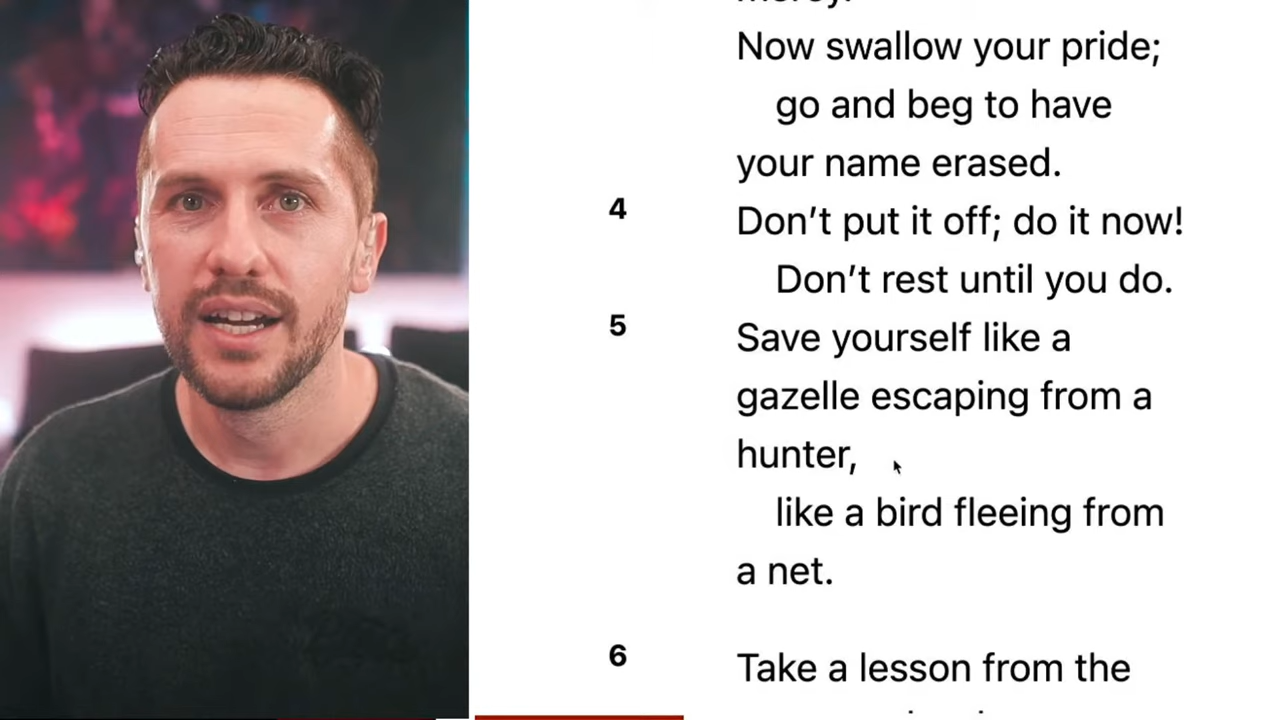 Now swallow your pride;
go and beg to have
your name erased.
4 Don’t put it off; do it now!
Don’t rest until you do.
5 Save yourself like a
gazelle escaping from a
hunter,
like a bird fleeing from
a net.
6 Take a lesson from the